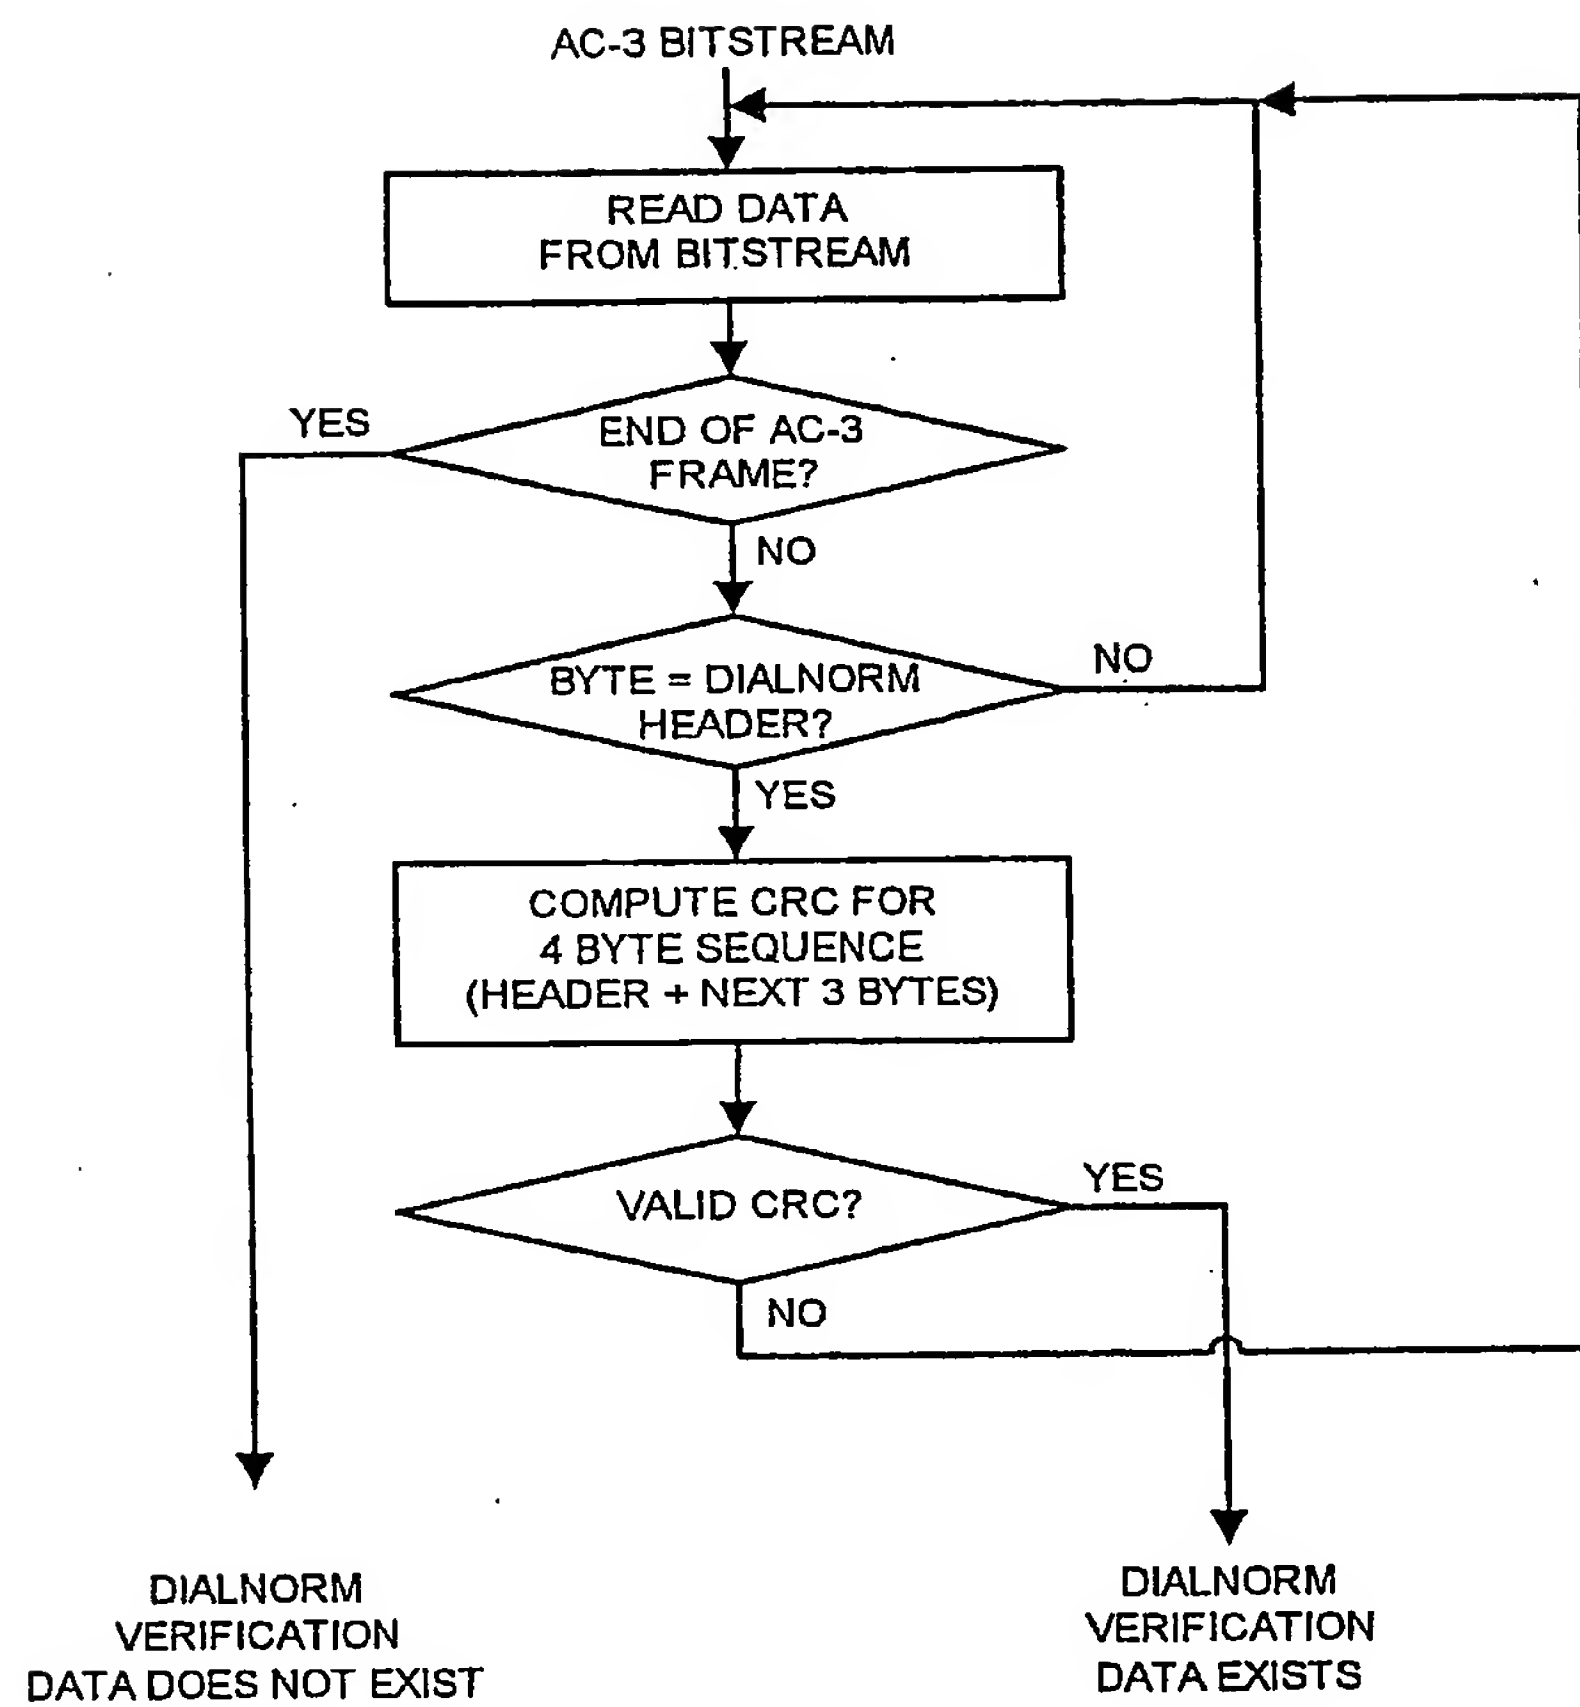 AC-3 BITSTREAM
READ DATA
FROM BITSTREAM
YES
END OF AC-3
FRAME?
NO
BYTE = DIALNORM
HEADER?
NO
YES
COMPUTE CRC FOR
4 BYTE SEQUENCE
(HEADER + NEXT 3 BYTES)
VALID CRC?
YES
NO
DIALNORM
VERIFICATION
DATA DOES NOT EXIST
DIALNORM
VERIFICATION
DATA EXISTS